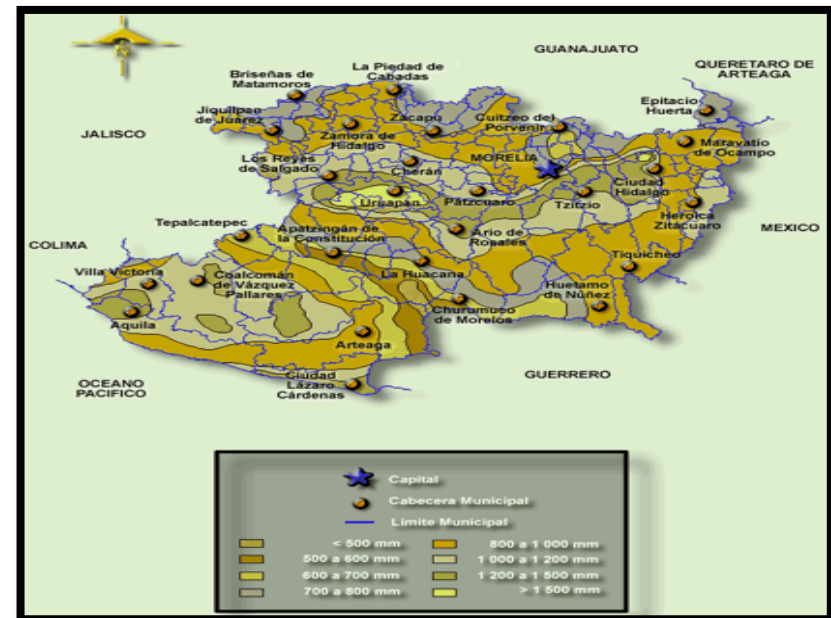 GUANAJUATO
La Piedad de
Cabadas
QUERETARO DE
ARTEAGA
Briseñas de
Matamoros
Epitacio
Huerta
Jiquilpan
de Juárez
Zacapu
Cuitzeo del
Porvenir
JALISCO
Zamora de
Hidalgo
Maravatío
de Ocampo
MORELIA
Los Reyes
de Salgado
Cherán
Ciudad
Hidalgo
Uruapan
Pátzcuaro
Tzitzio
Heroica
Zitácuaro
Tepalcatepec
Apatzingán de
la Constitución
Ario de
Rosales
MEXICO
COLIMA
Tiquicheo
Villa Victoria
Coalcomán
de Vázquez
Pallares
La Huacana
Huetamo
de Núñez
Churumuco
de Morelos
Aquila
Arteaga
OCEANO
PACIFICO
Ciudad
Lázaro
Cárdenas
GUERRERO
Capital
Cabecera Municipal
Limite Municipal
< 500 mm
800 a 1 000 mm
500 a 600 mm
1 000 a 1 200 mm
600 a 700 mm
1 200 a 1 500 mm
700 a 800 mm
> 1 500 mm